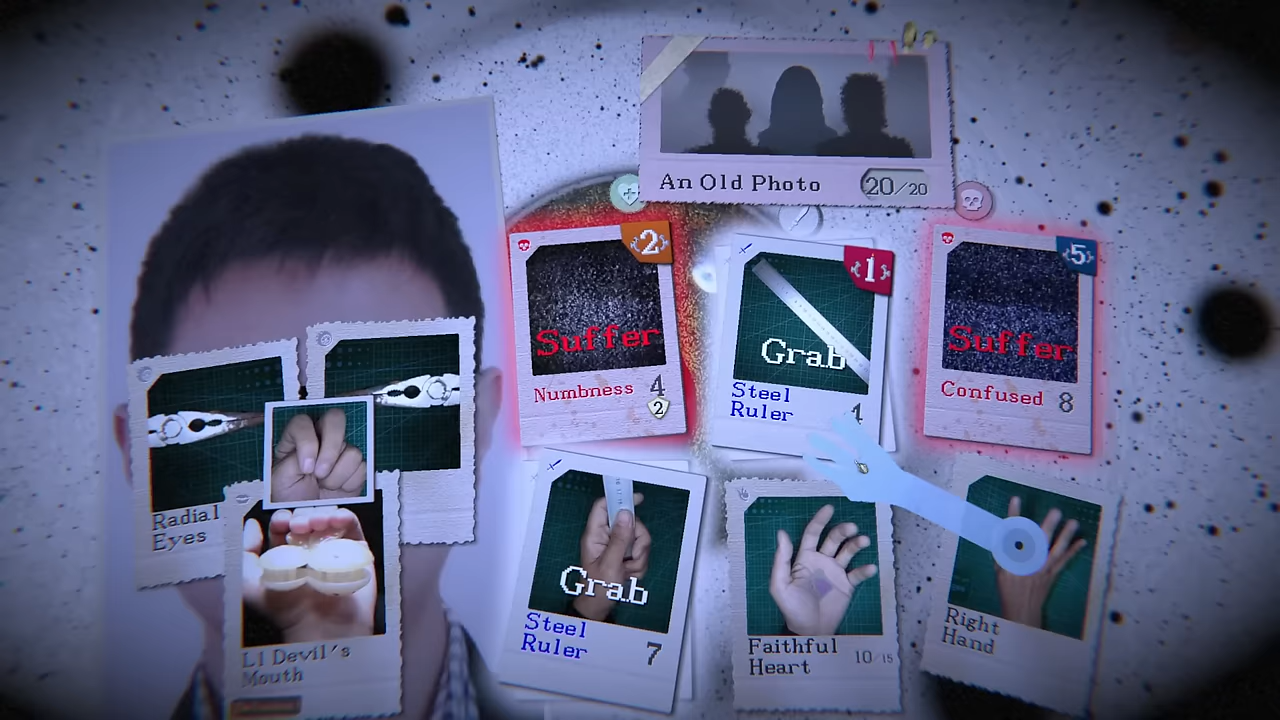 An Old Photo 20/20
2
Suffer
Numbness 4
2
1
Grab
Steel
Ruler
5
Suffer
Confused 8
Radial
Eyes
Li Devil's
Mouth
Grab
Steel
Ruler 7
Faithful
Heart 10/15
Right
Hand